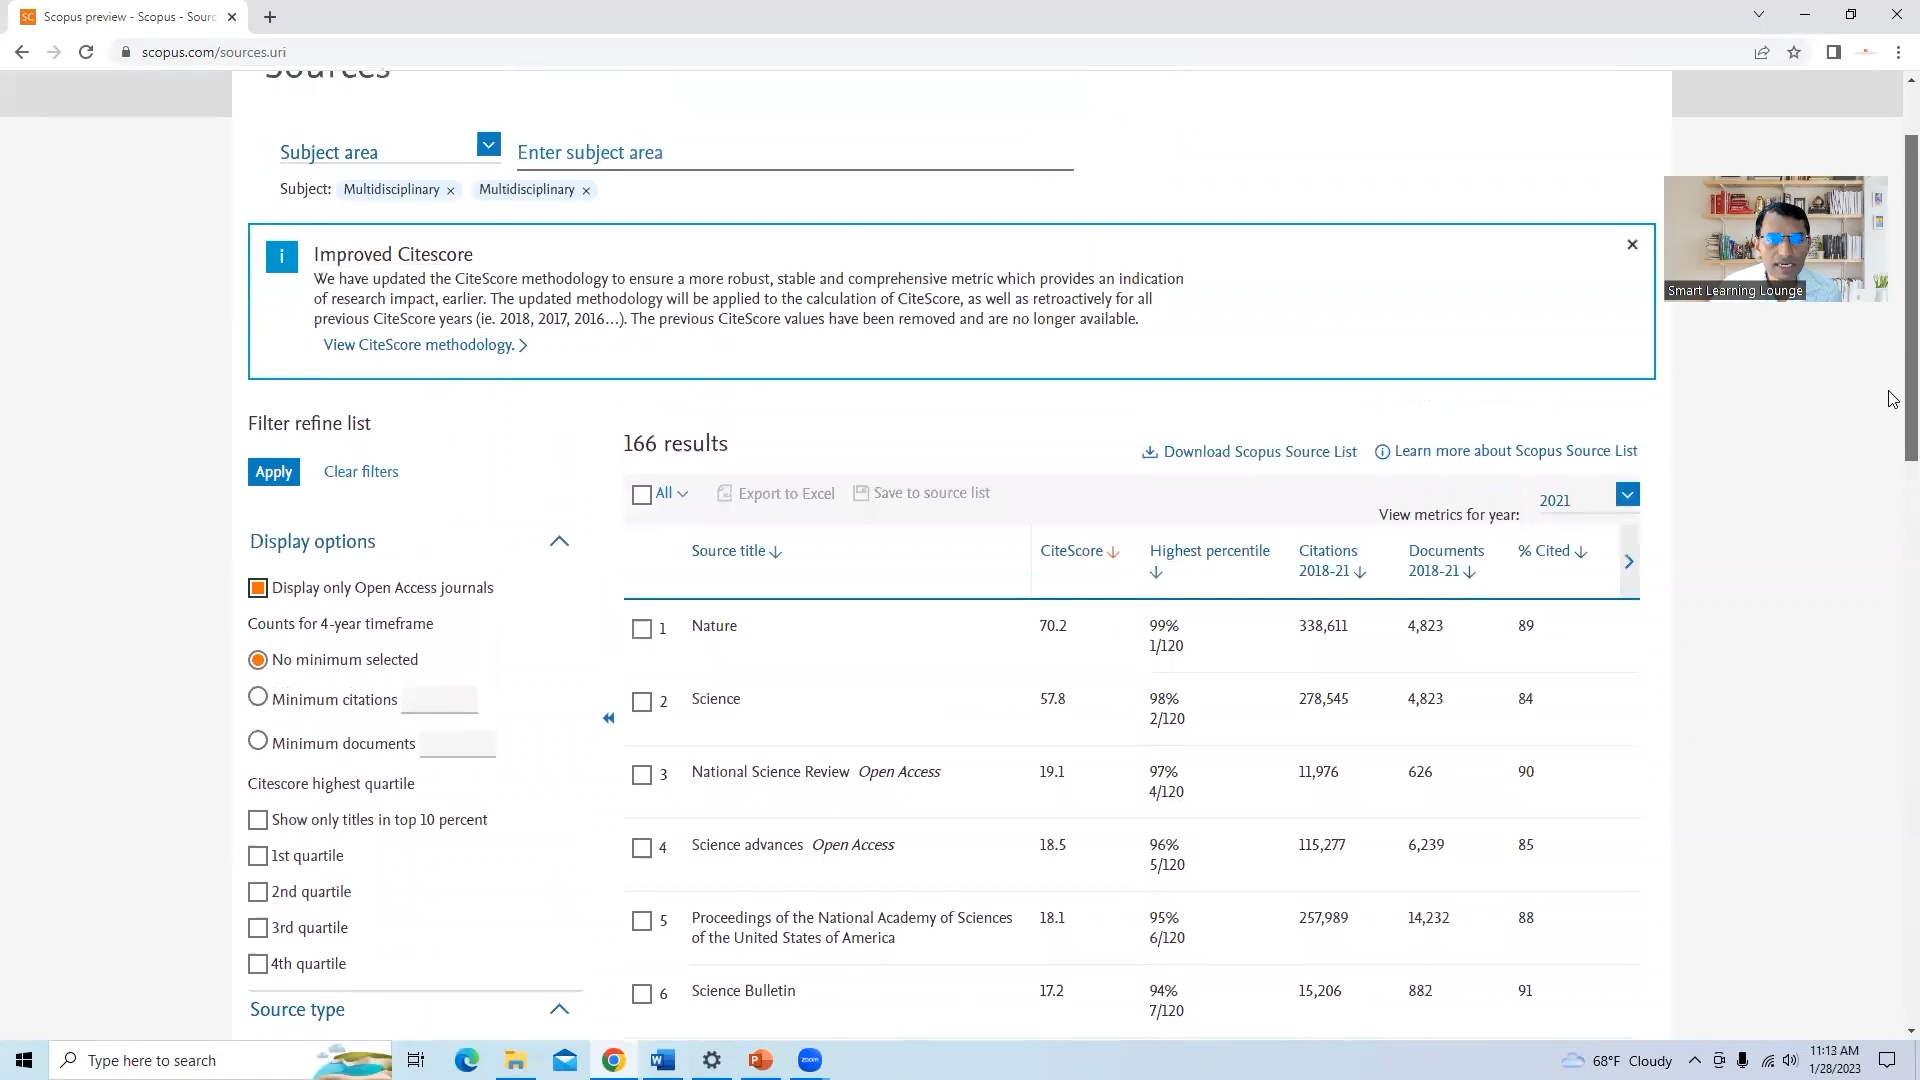 Scopus preview - Scopus - Sourc
scopus.com/sources.uri
Sources
Subject area
Enter subject area
Subject: Multidisciplinary × Multidisciplinary ×
i
Improved Citescore
We have updated the CiteScore methodology to ensure a more robust, stable and comprehensive metric which provides an indication
of research impact, earlier. The updated methodology will be applied to the calculation of CiteScore, as well as retroactively for all
previous CiteScore years (ie. 2018, 2017, 2016...). The previous CiteScore values have been removed and are no longer available.
View CiteScore methodology. >
Smart Learning Lounge
Filter refine list
Apply Clear filters
Display options
Display only Open Access journals
Counts for 4-year timeframe
No minimum selected
Minimum citations
Minimum documents
Citescore highest quartile
Show only titles in top 10 percent
1st quartile
2nd quartile
3rd quartile
4th quartile
Source type
166 results
Download Scopus Source List Learn more about Scopus Source List
All Export to Excel Save to source list
View metrics for year: 2021
Source title CiteScore Highest percentile Citations 2018-21 Documents 2018-21 % Cited
1 Nature 70.2 99% 338,611 4,823 89
1/120
2 Science 57.8 98% 278,545 4,823 84
2/120
3 National Science Review Open Access 19.1 97% 11,976 626 90
4/120
4 Science advances Open Access 18.5 96% 115,277 6,239 85
5/120
5 Proceedings of the National Academy of Sciences 18.1 95% 257,989 14,232 88
of the United States of America 6/120
6 Science Bulletin 17.2 94% 15,206 882 91
7/120
Type here to search
zoom
68°F Cloudy
11:13 AM
1/28/2023